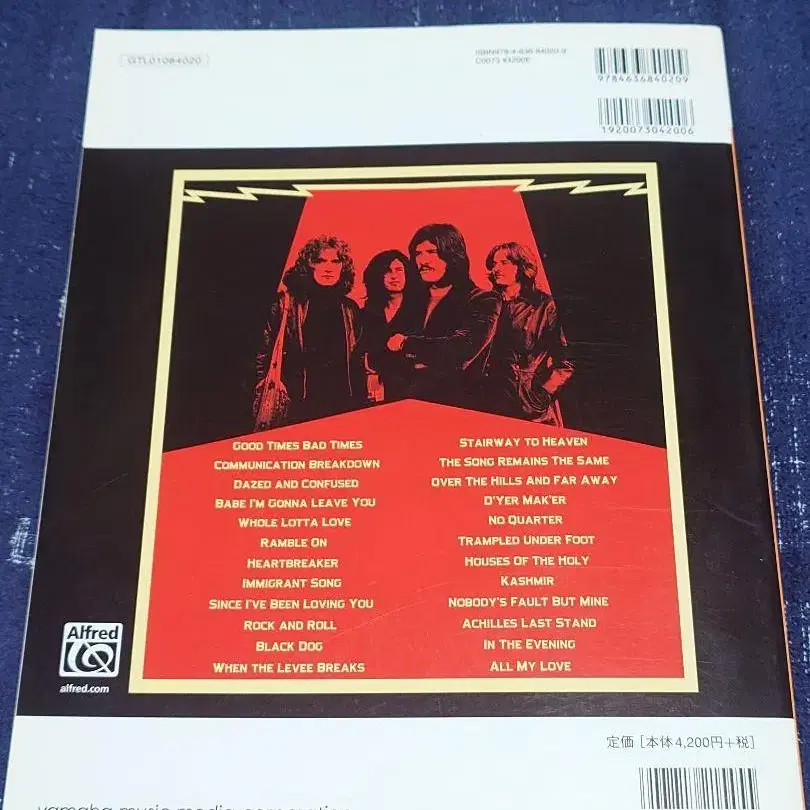 GTL01084020
ISBN978-4-636-84020-9
C0073 ¥4200E
9784636840209
1920073042006
GOOD TIMES BAD TIMES
COMMUNICATION BREAKDOWN
DAZED AND CONFUSED
BABE I'M GONNA LEAVE YOU
WHOLE LOTTA LOVE
RAMBLE ON
HEARTBREAKER
IMMIGRANT SONG
SINCE I'VE BEEN LOVING YOU
ROCK AND ROLL
BLACK DOG
WHEN THE LEVEE BREAKS
STAIRWAY TO HEAVEN
THE SONG REMAINS THE SAME
OVER THE HILLS AND FAR AWAY
D'YER MAK'ER
NO QUARTER
TRAMPLED UNDER FOOT
HOUSES OF THE HOLY
KASHMIR
NOBODY'S FAULT BUT MINE
ACHILLES LAST STAND
IN THE EVENING
ALL MY LOVE
Alfred
alfred.com
定価 [本体4,200円+税]
yamaha music media corporation